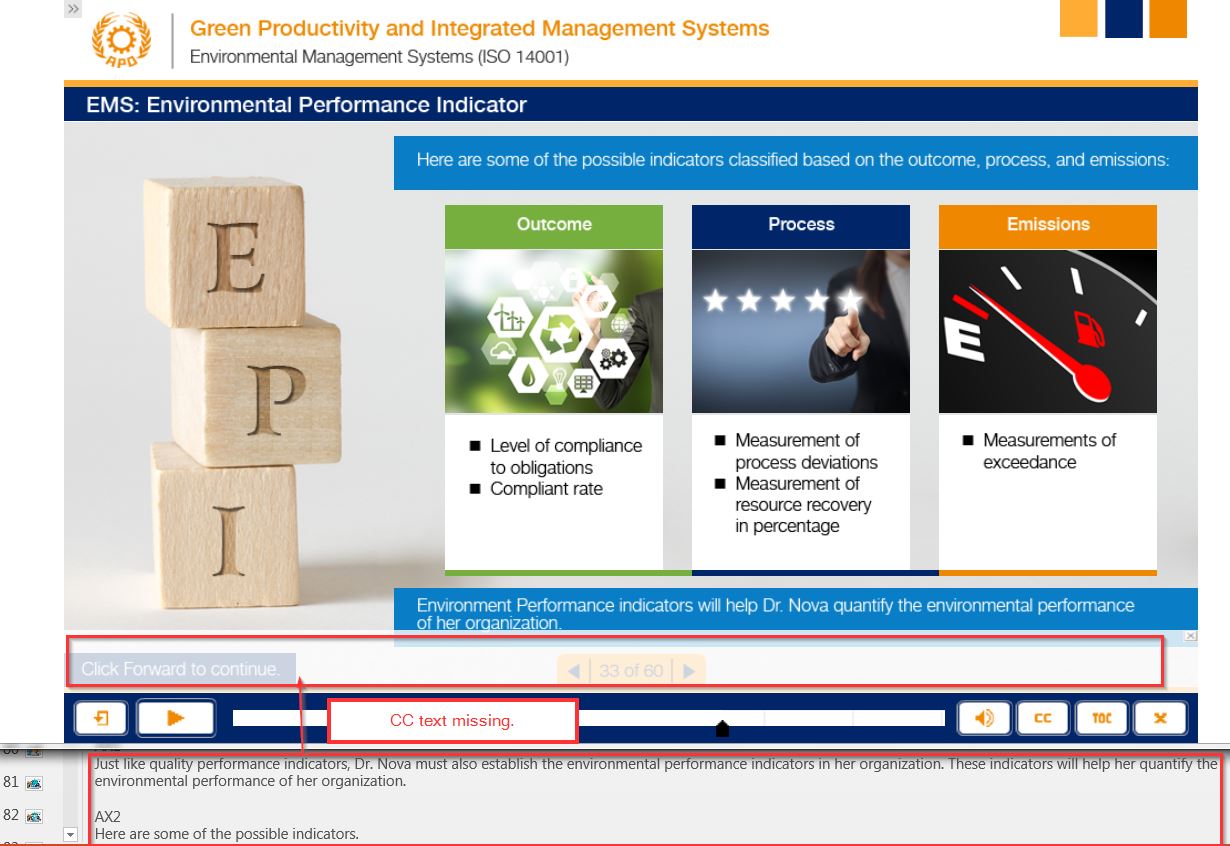 Green Productivity and Integrated Management Systems
APO
Environmental Management Systems (ISO 14001)
EMS: Environmental Performance Indicator
Here are some of the possible indicators classified based on the outcome, process, and emissions:
E
P
I
Outcome
Process
Emissions
E
Level of compliance
to obligations
Compliant rate
Measurement of
process deviations
Measurement of
resource recovery
in percentage
Measurements of
exceedance
Environment Performance indicators will help Dr. Nova quantify the environmental performance
of her organization.
Click Forward to continue.
33 of 60
CC text missing.
CC
TOC
Just like quality performance indicators, Dr. Nova must also establish the environmental performance indicators in her organization. These indicators will help her quantify the
81
environmental performance of her organization.
82
AX2
Here are some of the possible indicators.